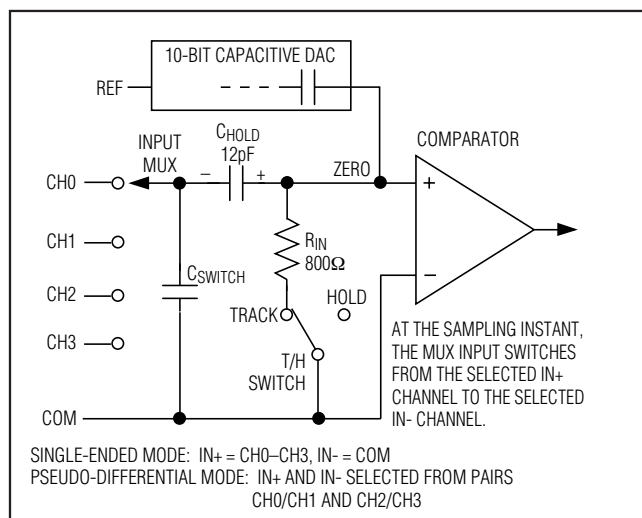 10-BIT CAPACITIVE DAC
REF
COMPARATOR
INPUT
MUX
CHOLD
12pF
– +
ZERO
CH0
+
RIN
800Ω
CH1
CSWITCH
–
CH2
TRACK
HOLD
CH3
T/H
SWITCH
COM
AT THE SAMPLING INSTANT,
THE MUX INPUT SWITCHES
FROM THE SELECTED IN+
CHANNEL TO THE SELECTED
IN- CHANNEL.
SINGLE-ENDED MODE: IN+ = CH0–CH3, IN- = COM
PSEUDO-DIFFERENTIAL MODE: IN+ AND IN- SELECTED FROM PAIRS
CH0/CH1 AND CH2/CH3